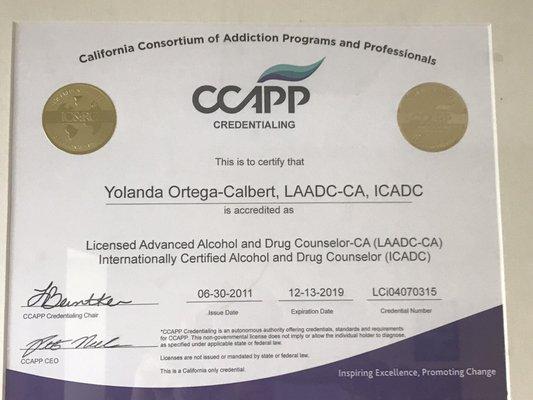 California Consortium of Addiction Programs and Professionals
CCAPP
CREDENTIALING
IC&RC
This is to certify that
Yolanda Ortega-Calbert, LAADC-CA, ICADC
is accredited as
Licensed Advanced Alcohol and Drug Counselor-CA (LAADC-CA)
Internationally Certified Alcohol and Drug Counselor (ICADC)
06-30-2011 12-13-2019 LCi04070315
CCAPP Credentialing Chair Issue Date Expiration Date Credential Number
*CCAPP Credentialing is an autonomous authority offering credentials, standards and requirements
for CCAPP. This non-governmental license does not imply or allow the individual holder to diagnose,
as specified under applicable state or federal law.
CCAPP CEO
Licenses are not issued or mandated by state or federal law.
This is a California only credential.
Inspiring Excellence, Promoting Change